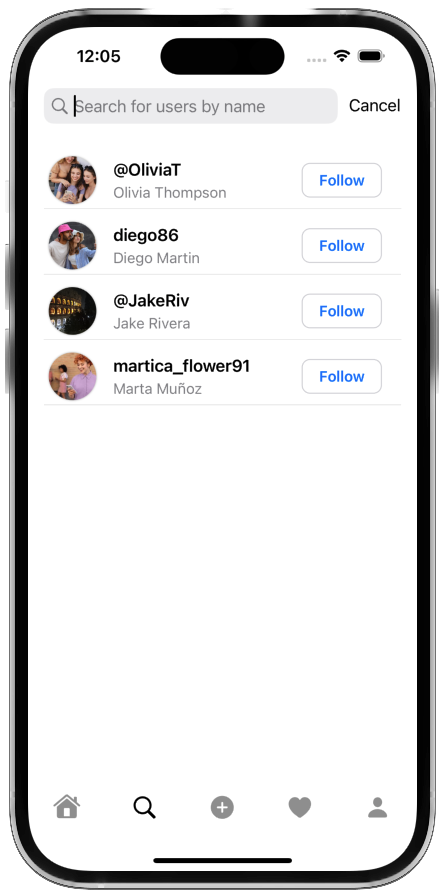 12:05
Search for users by name
Cancel
@OliviaT
Olivia Thompson
Follow
diego86
Diego Martin
Follow
@JakeRiv
Jake Rivera
Follow
martica_flower91
Marta Muñoz
Follow